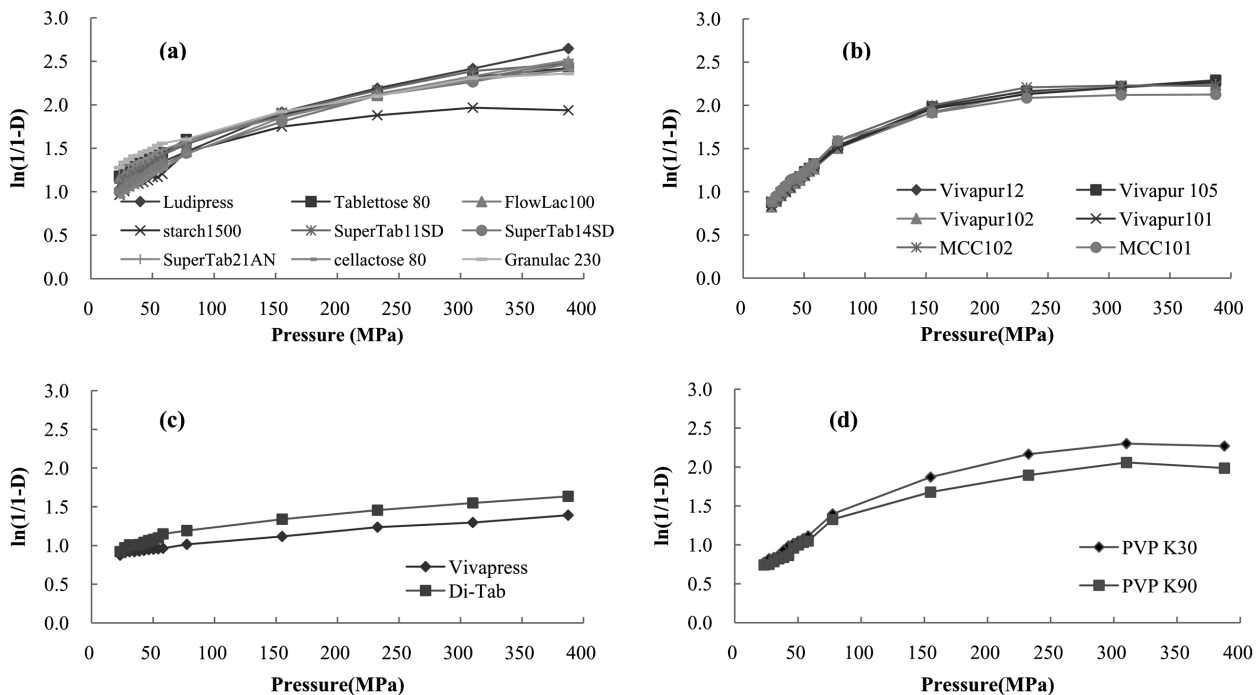 (a)
ln(1/1-D)
3.0
2.5
2.0
1.5
1.0
0.5
0.0
Ludipress
Tablettose 80
FlowLac100
starch1500
SuperTab11SD
SuperTab14SD
SuperTab21AN
cellactose 80
Granulac 230
0 50 100 150 200 250 300 350 400
Pressure (MPa)
(b)
ln(1/1-D)
3.0
2.5
2.0
1.5
1.0
0.5
0.0
Vivapur12
Vivapur 105
Vivapur102
Vivapur101
MCC102
MCC101
0 50 100 150 200 250 300 350 400
Pressure(MPa)
(c)
ln(1/1-D)
3.0
2.5
2.0
1.5
1.0
0.5
0.0
Vivapress
Di-Tab
0 50 100 150 200 250 300 350 400
Pressure(MPa)
(d)
ln(1/1-D)
3.0
2.5
2.0
1.5
1.0
0.5
0.0
PVP K30
PVP K90
0 50 100 150 200 250 300 350 400
Pressure(MPa)